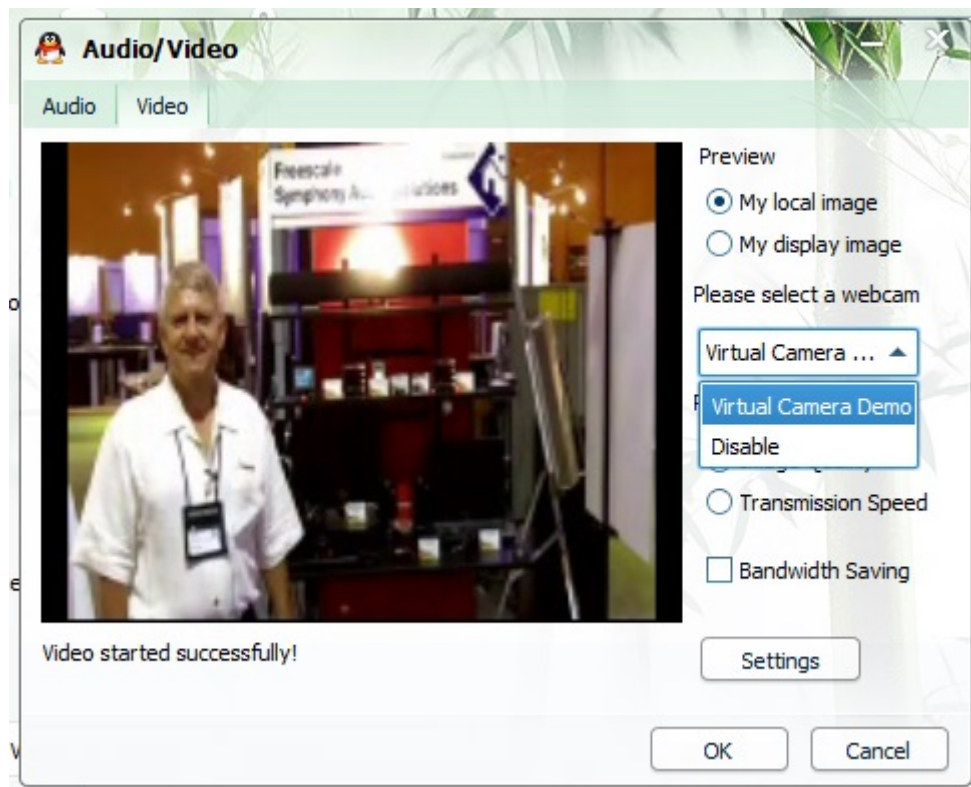 Audio/Video
Audio
Video
Freescale
Symphony
Preview
My local image
My display image
Please select a webcam
Virtual Camera ...
Virtual Camera Demo
Disable
Transmission Speed
Bandwidth Saving
Video started successfully!
Settings
OK
Cancel